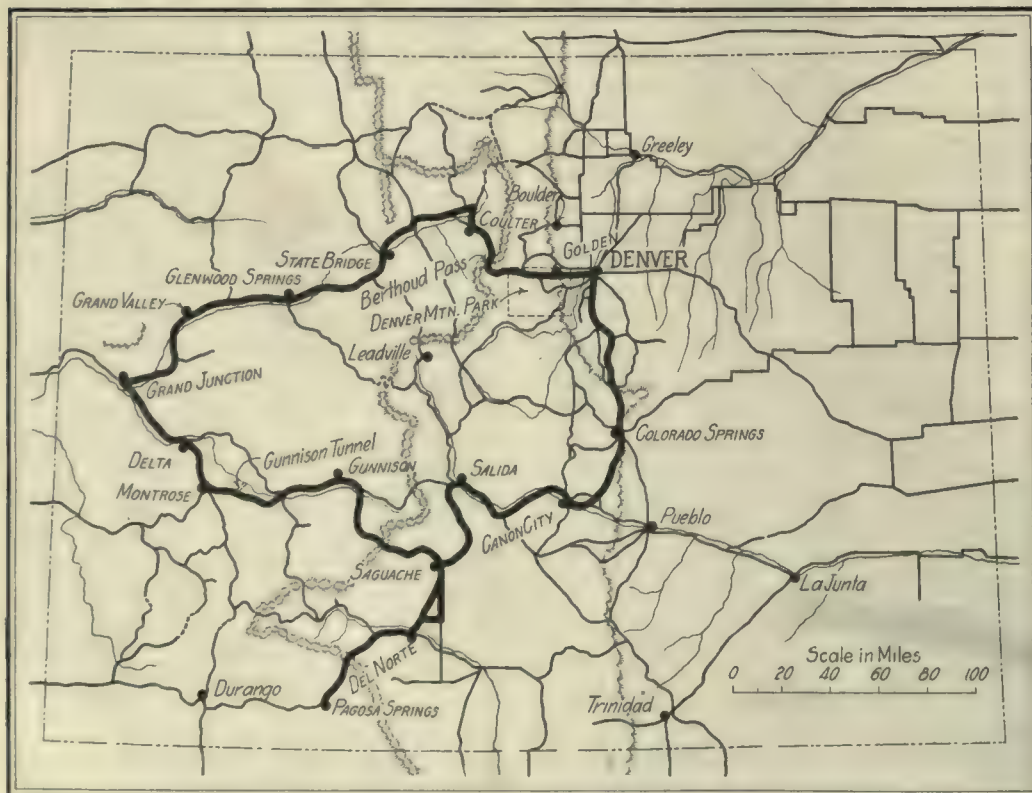 Greeley
Boulder
COULTER
GOLDEN
DENVER
STATE BRIDGE
Berthoud Pass
GLENWOOD SPRINGS
GRAND VALLEY
DENVER MTN. PARK
Leadville
GRAND JUNCTION
COLORADO SPRINGS
DELTA
Gunnison Tunnel
GUNNISON
SALIDA
MONTROSE
CANON CITY
Pueblo
SAGUACHE
La Junta
DEL NORTE
Scale in Miles
0 20 40 60 80 100
Durango
PAGOSA SPRINGS
Trinidad